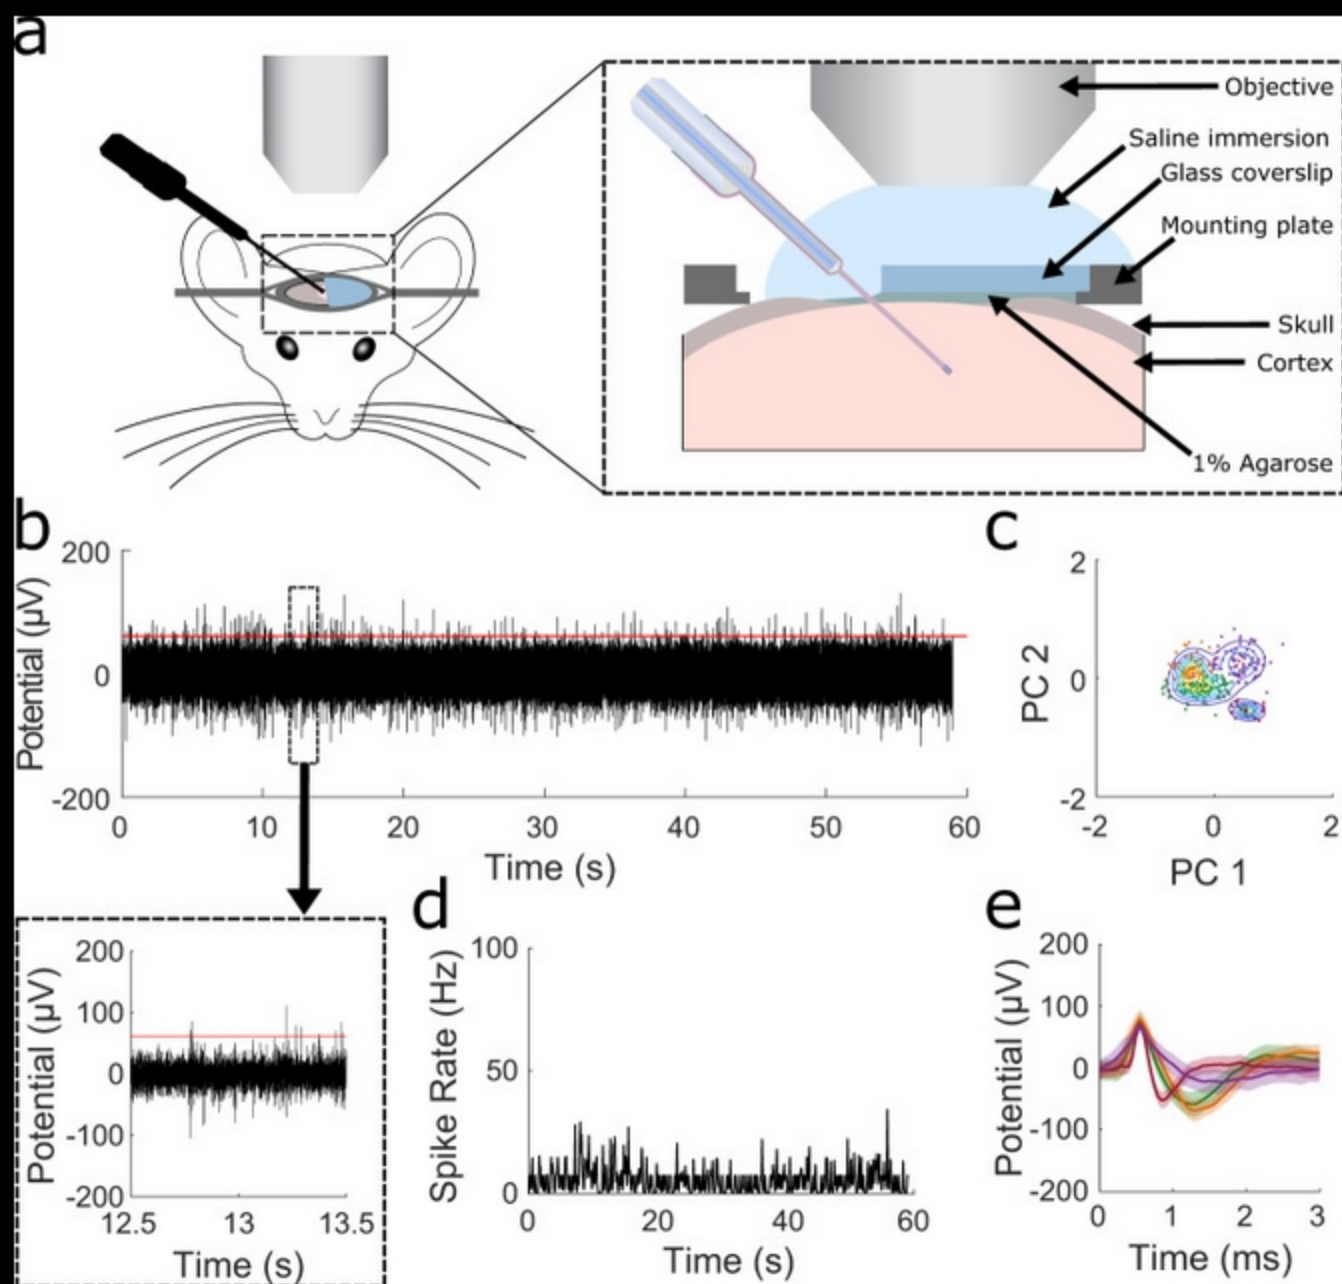 a
Objective
Saline immersion
Glass coverslip
Mounting plate
Skull
Cortex
1% Agarose
b
200
0
-200
Potential (µV)
0 10 20 30 40 50 60
Time (s)
c
2
0
-2
PC 2
-2 0 2
PC 1
200
100
0
-100
-200
Potential (µV)
12.5 13 13.5
Time (s)
d
100
50
0
Spike Rate (Hz)
0 20 40 60
Time (s)
e
200
100
0
-100
-200
Potential (µV)
0 1 2 3
Time (ms)